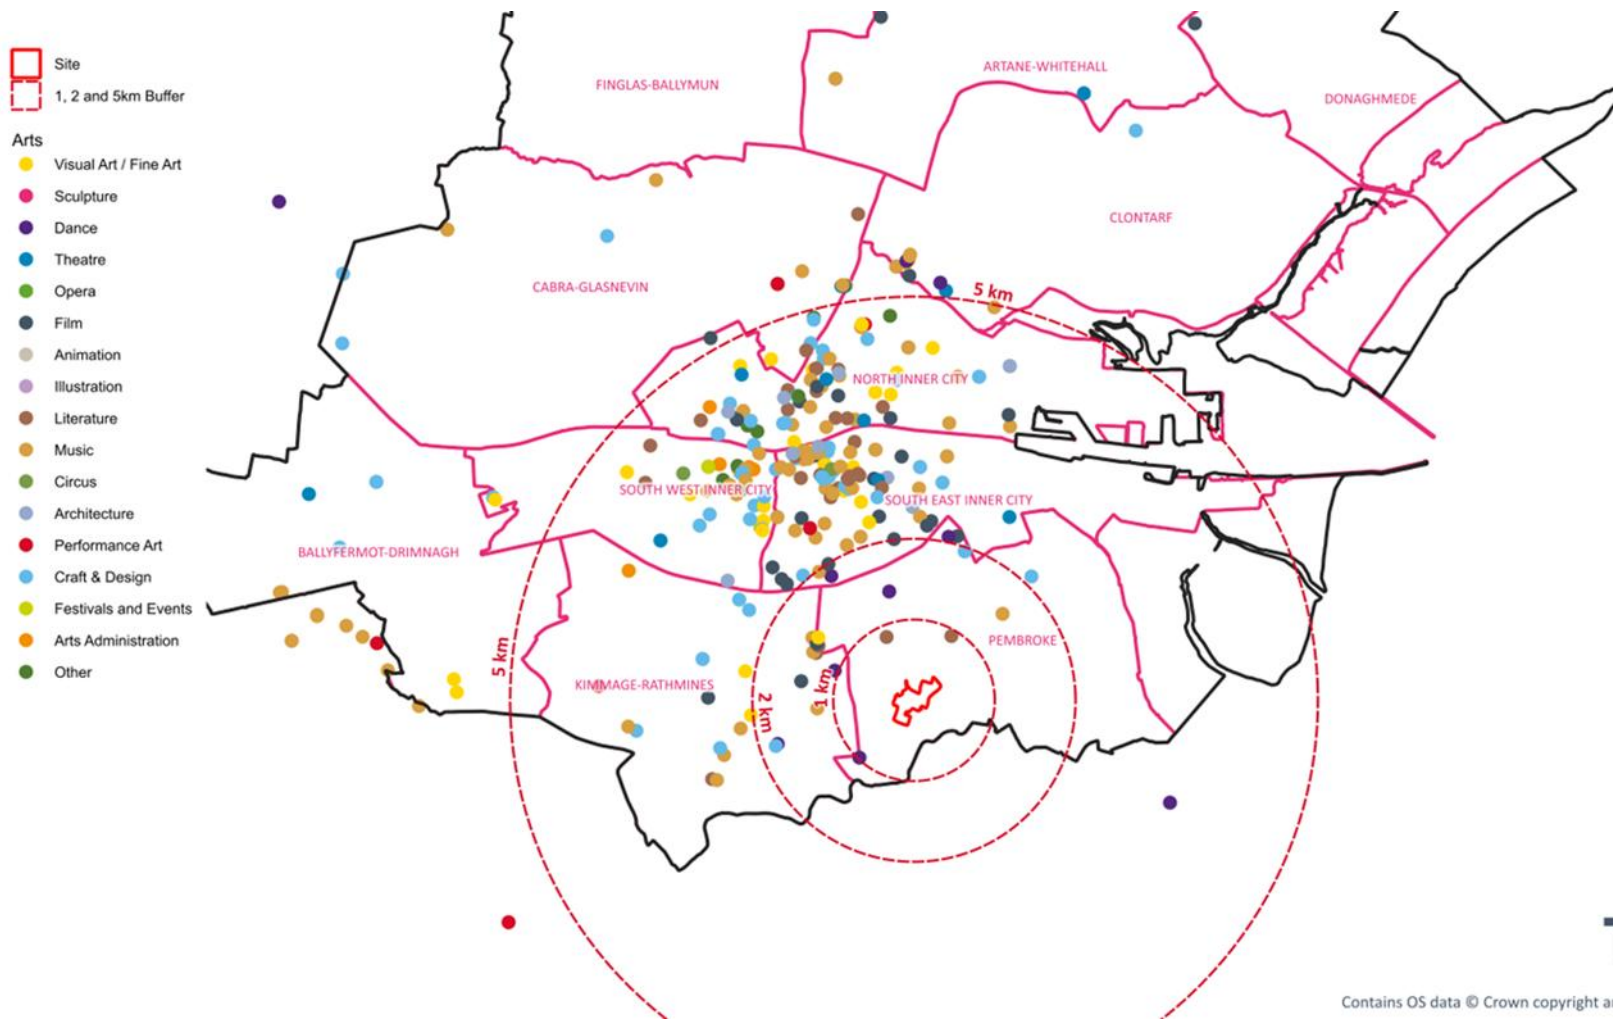 Site
1, 2 and 5km Buffer
Arts
Visual Art / Fine Art
Sculpture
Dance
Theatre
Opera
Film
Animation
Illustration
Literature
Music
Circus
Architecture
Performance Art
Craft & Design
Festivals and Events
Arts Administration
Other
FINGLAS-BALLYMUN
ARTANE-WHITEHALL
DONAGHMEDE
CLONTARF
CABRA-GLASNEVIN
5 km
NORTH INNER CITY
SOUTH WEST INNER CITY
SOUTH EAST INNER CITY
BALLYFERMOT-DRIMNAGH
PEMBROKE
5 km
KIMMAGE-RATHMINES
1 km
2 km
Contains OS data © Crown copyright